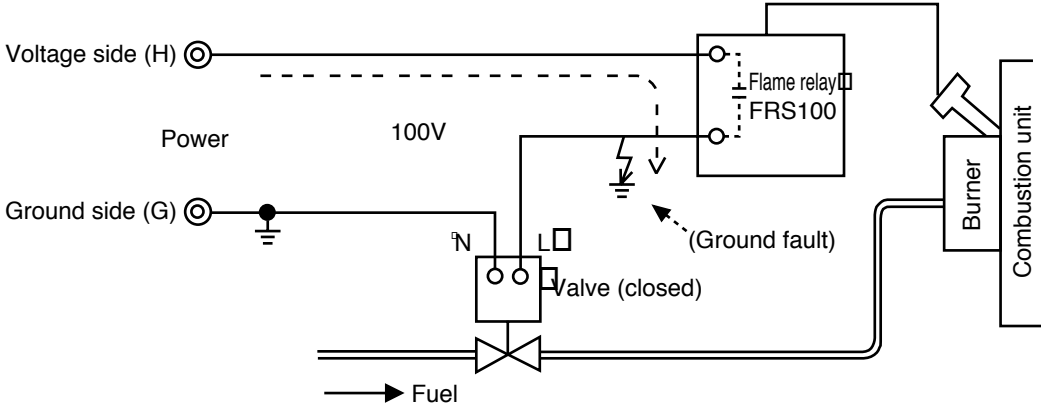 Voltage side (H)
Flame relay
FRS100
Power
100V
Ground side (G)
N
L
(Ground fault)
Valve (closed)
Burner
Combustion unit
Fuel